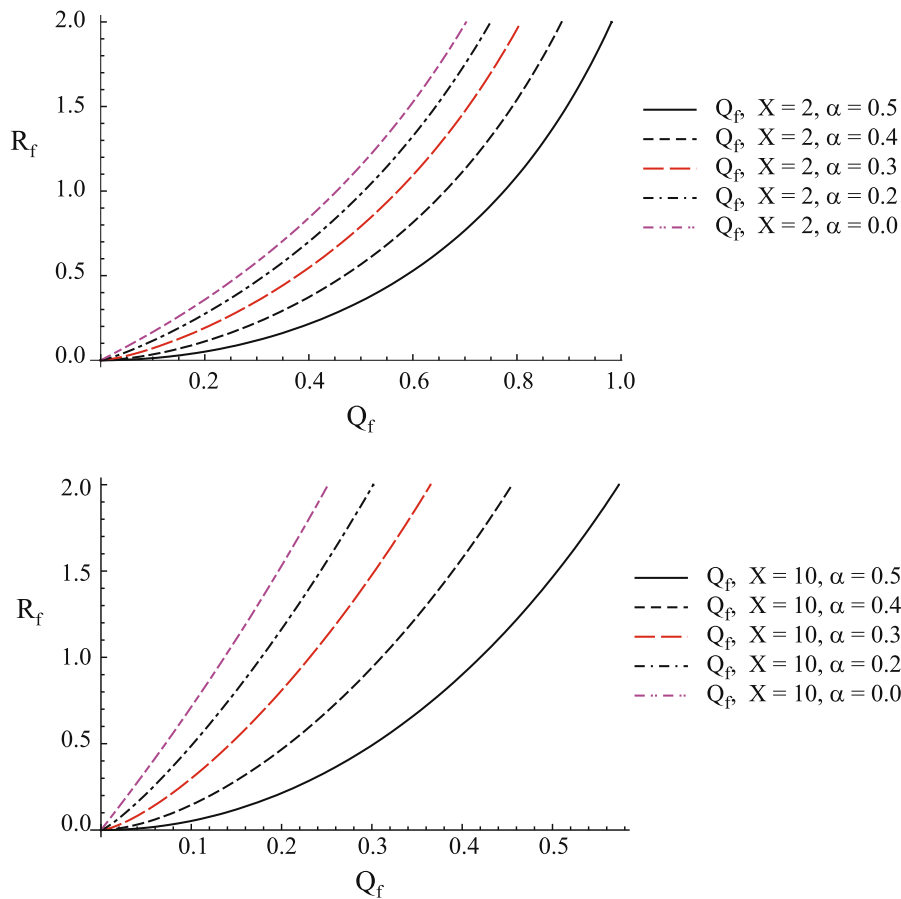 2.0
1.5
R_f
1.0
0.5
0.0
0.2 0.4 0.6 0.8 1.0
Q_f
Q_f, X = 2, α = 0.5
Q_f, X = 2, α = 0.4
Q_f, X = 2, α = 0.3
Q_f, X = 2, α = 0.2
Q_f, X = 2, α = 0.0
2.0
1.5
R_f
1.0
0.5
0.0
0.1 0.2 0.3 0.4 0.5
Q_f
Q_f, X = 10, α = 0.5
Q_f, X = 10, α = 0.4
Q_f, X = 10, α = 0.3
Q_f, X = 10, α = 0.2
Q_f, X = 10, α = 0.0